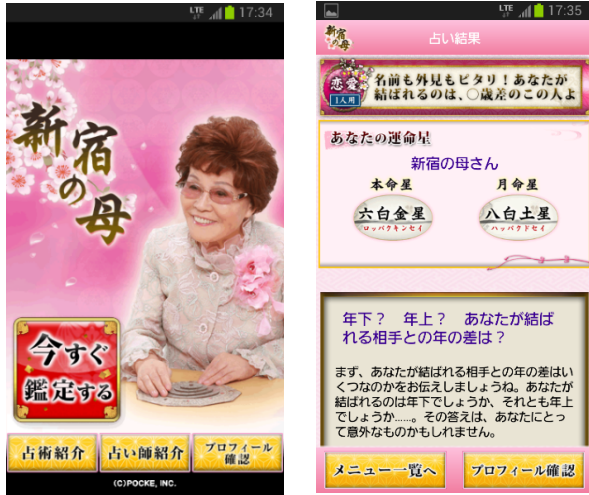 LTE 17:34
新宿の母
今すぐ
鑑定する
占術紹介
占い師紹介
プロフィール
確認
(C)POCKE, INC.
LTE 17:35
新宿の母
占い結果
恋愛
1人用
名前も外見もピタリ！あなたが
結ばれるのは、○歳差のこの人よ
あなたの運命星
新宿の母さん
本命星
月命星
六白金星
ロッパクキンセイ
八白土星
ハッパクドセイ
年下？　年上？　あなたが結ば
れる相手との年の差は？
まず、あなたが結ばれる相手との年の差はい
くつなのかをお伝えしましょうね。あなたが
結ばれるのは年下でしょうか、それとも年上
でしょうか……。その答えは、あなたにとっ
て意外なものかもしれません。
メニュー一覧へ
プロフィール確認